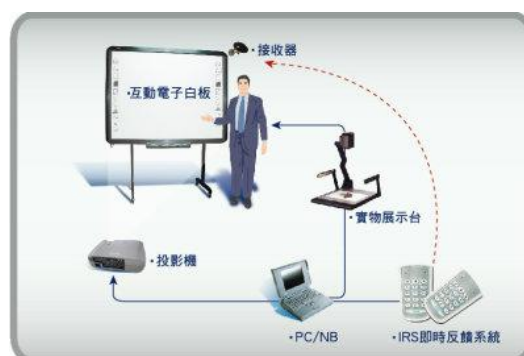 ·接收器
·互動電子白板
·實物展示台
·投影機
·PC/NB
·IRS即時反饋系統